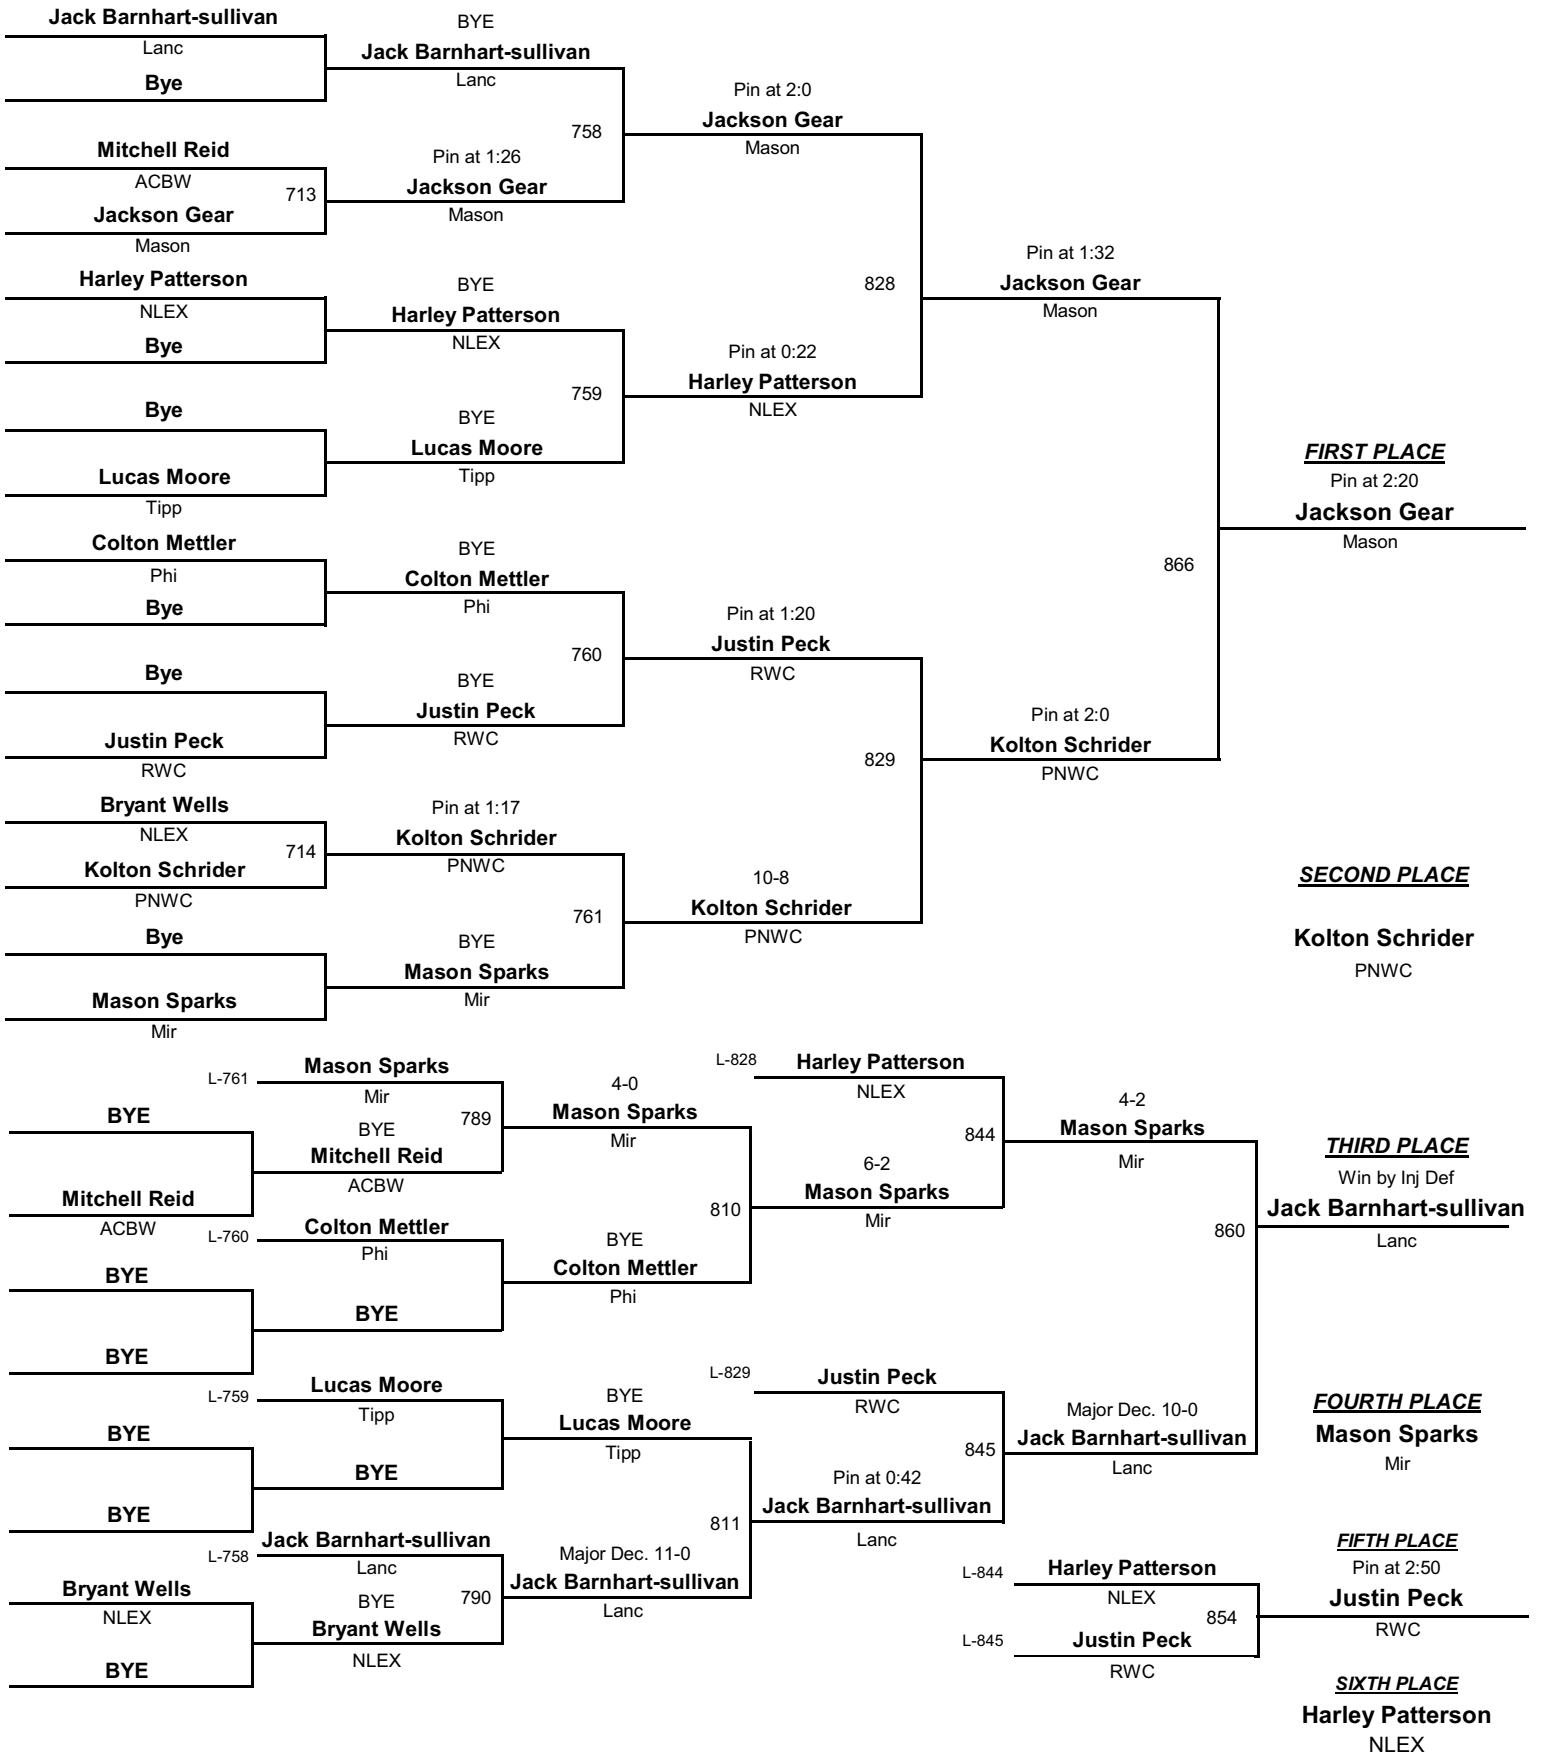 Jack Barnhart-sullivan
Lanc
Bye
Mitchell Reid
ACBW
713
Jackson Gear
Mason
Harley Patterson
NLEX
Bye
Bye
Lucas Moore
Tipp
Colton Mettler
Phi
Bye
Bye
Justin Peck
RWC
Bryant Wells
NLEX
714
Kolton Schrider
PNWC
Bye
Mason Sparks
Mir
BYE
Jack Barnhart-sullivan
Lanc
758
Pin at 1:26
Jackson Gear
Mason
BYE
Harley Patterson
NLEX
759
BYE
Lucas Moore
Tipp
BYE
Colton Mettler
Phi
760
BYE
Justin Peck
RWC
Pin at 1:17
Kolton Schrider
PNWC
761
BYE
Mason Sparks
Mir
Pin at 2:0
Jackson Gear
Mason
828
Pin at 0:22
Harley Patterson
NLEX
Pin at 1:20
Justin Peck
RWC
829
10-8
Kolton Schrider
PNWC
Pin at 1:32
Jackson Gear
Mason
866
Pin at 2:0
Kolton Schrider
PNWC
FIRST PLACE
Pin at 2:20
Jackson Gear
Mason
SECOND PLACE
Kolton Schrider
PNWC
BYE
Mitchell Reid
ACBW
BYE
BYE
BYE
BYE
Bryant Wells
NLEX
BYE
L-761
Mason Sparks
Mir
789
BYE
Mitchell Reid
ACBW
L-760
Colton Mettler
Phi
BYE
L-759
Lucas Moore
Tipp
BYE
L-758
Jack Barnhart-sullivan
Lanc
790
BYE
Bryant Wells
NLEX
4-0
Mason Sparks
Mir
810
BYE
Colton Mettler
Phi
BYE
Lucas Moore
Tipp
811
Major Dec. 11-0
Jack Barnhart-sullivan
Lanc
L-828
Harley Patterson
NLEX
844
6-2
Mason Sparks
Mir
L-829
Justin Peck
RWC
845
Pin at 0:42
Jack Barnhart-sullivan
Lanc
4-2
Mason Sparks
Mir
860
Major Dec. 10-0
Jack Barnhart-sullivan
Lanc
L-844
Harley Patterson
NLEX
854
L-845
Justin Peck
RWC
THIRD PLACE
Win by Inj Def
Jack Barnhart-sullivan
Lanc
FOURTH PLACE
Mason Sparks
Mir
FIFTH PLACE
Pin at 2:50
Justin Peck
RWC
SIXTH PLACE
Harley Patterson
NLEX